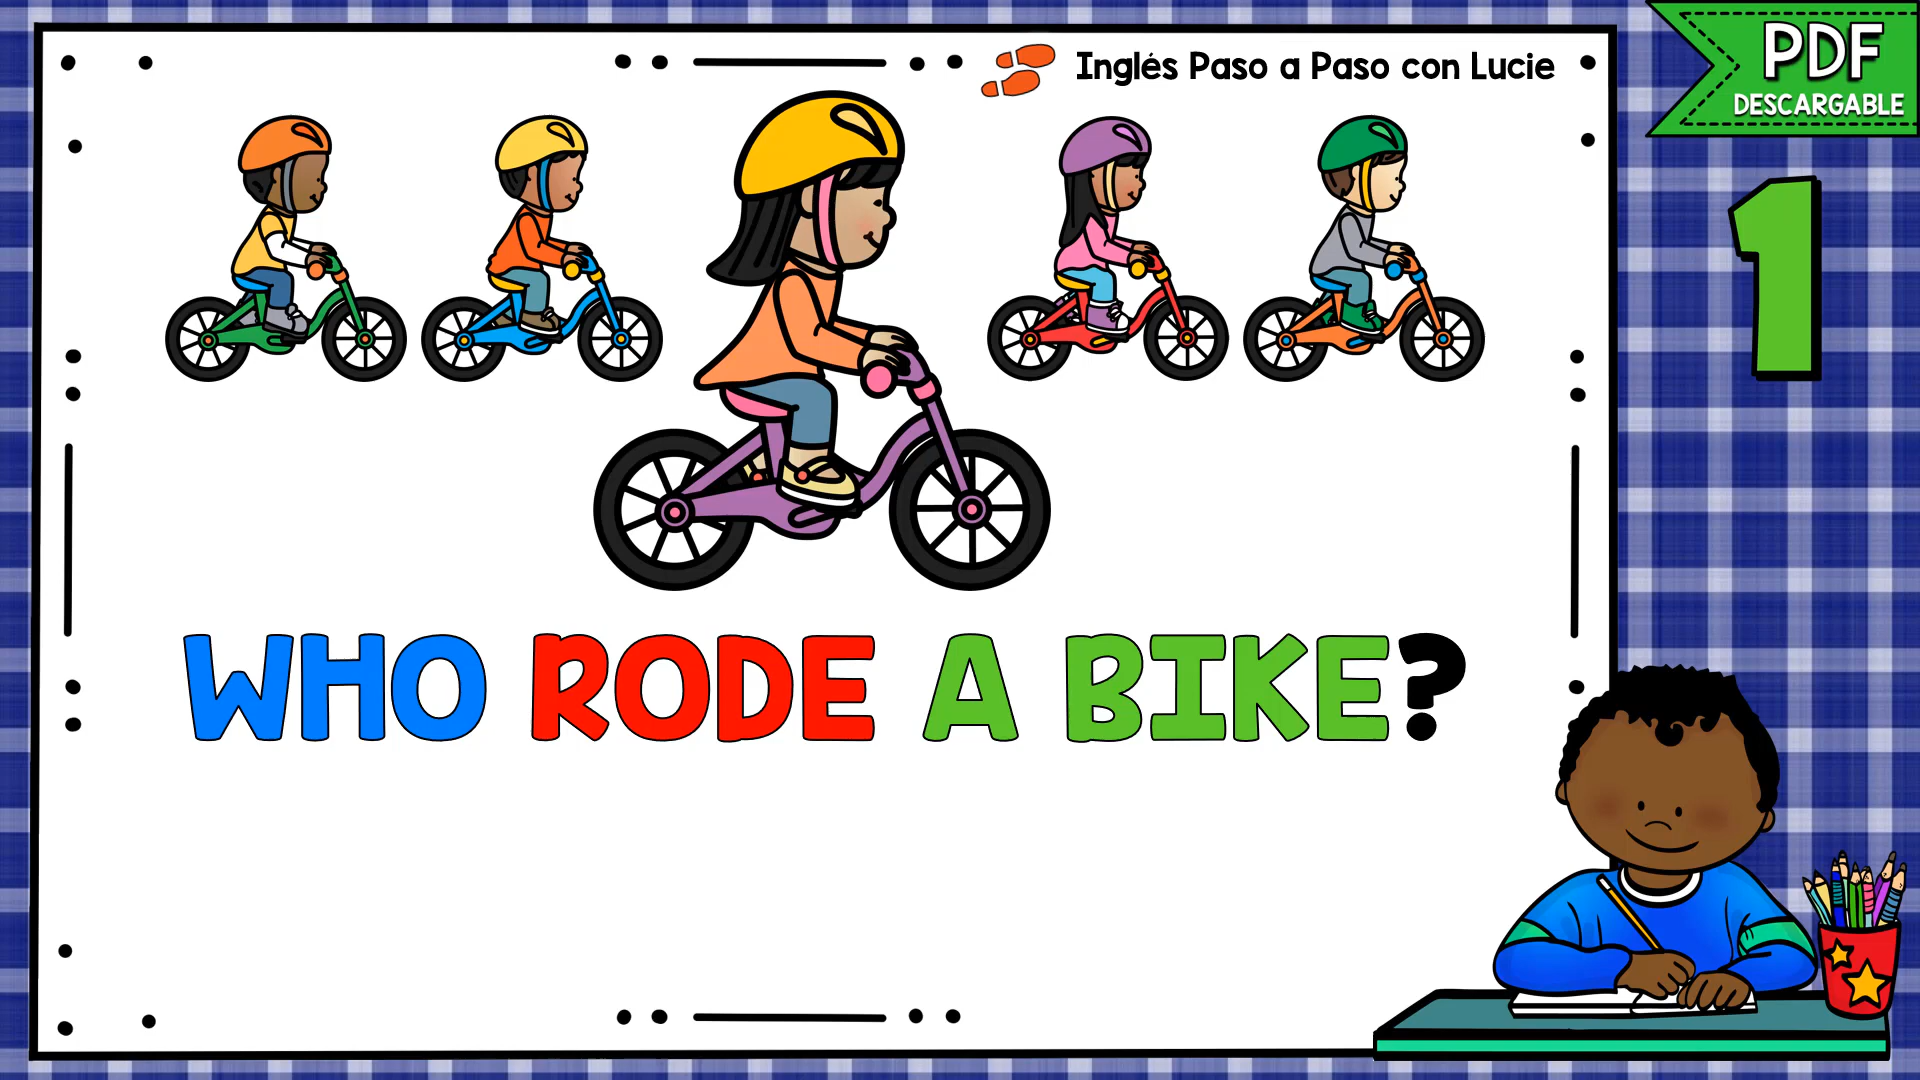 Inglés Paso a Paso con Lucie
PDF
DESCARGABLE
1
WHO RODE A BIKE?